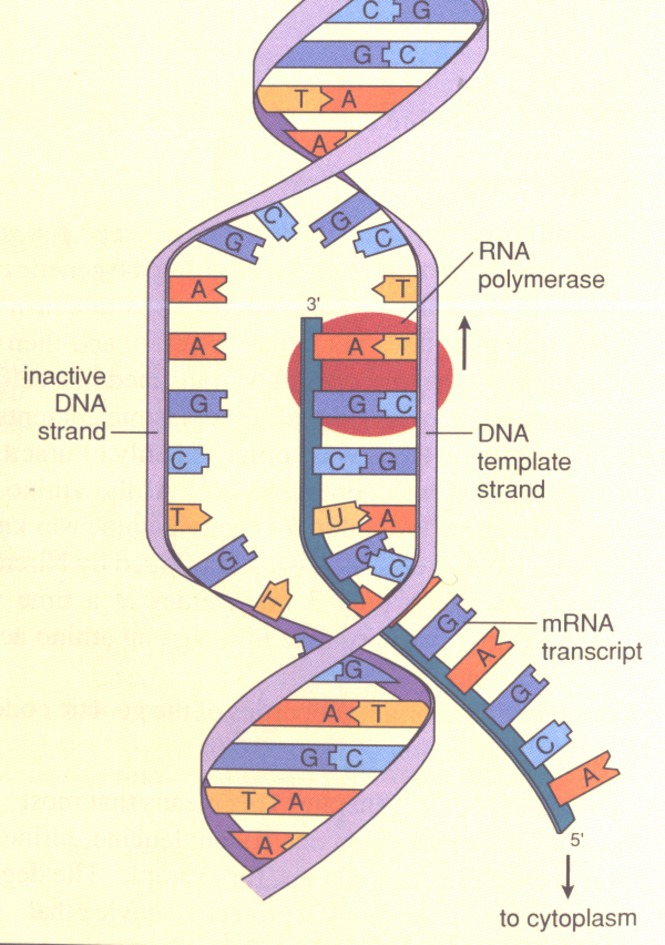 C G
G C
T A
A
C
G
G
C
A
T
RNA
polymerase
3'
A
A T
inactive
DNA
strand
G
G C
DNA
template
strand
C
C G
T
U A
G
G
C
T
mRNA
transcript
G
A
G
C
A
G
A T
G C
T A
A
5'
to cytoplasm